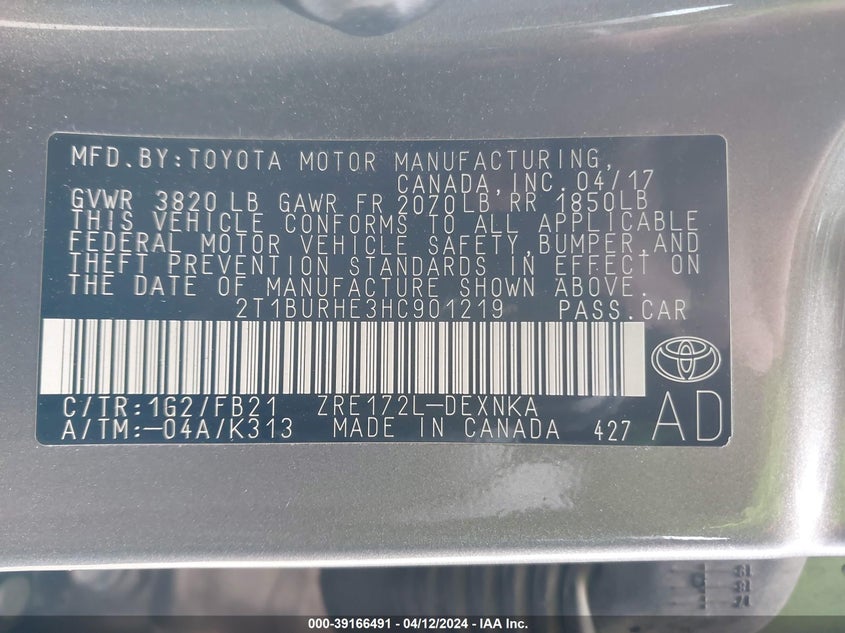 MFD.BY:TOYOTA MOTOR MANUFACTURING,
CANADA,INC.04/17
GVWR 3820LB GAWR FR 2070LB RR 1850LB
THIS VEHICLE CONFORMS TO ALL APPLICABLE
FEDERAL MOTOR VEHICLE SAFETY,BUMPER,AND
THEFT PREVENTION STANDARDS IN EFFECT ON
THE DATE OF MANUFACTURE SHOWN ABOVE.
2T1BURHE3HC901219 PASS.CAR
C/TR:1G2/FB21 ZRE172L-DEXNKA
A/TM:-04A/K313 MADE IN CANADA 427 AD
000-39166491 - 04/12/2024 - IAA Inc.